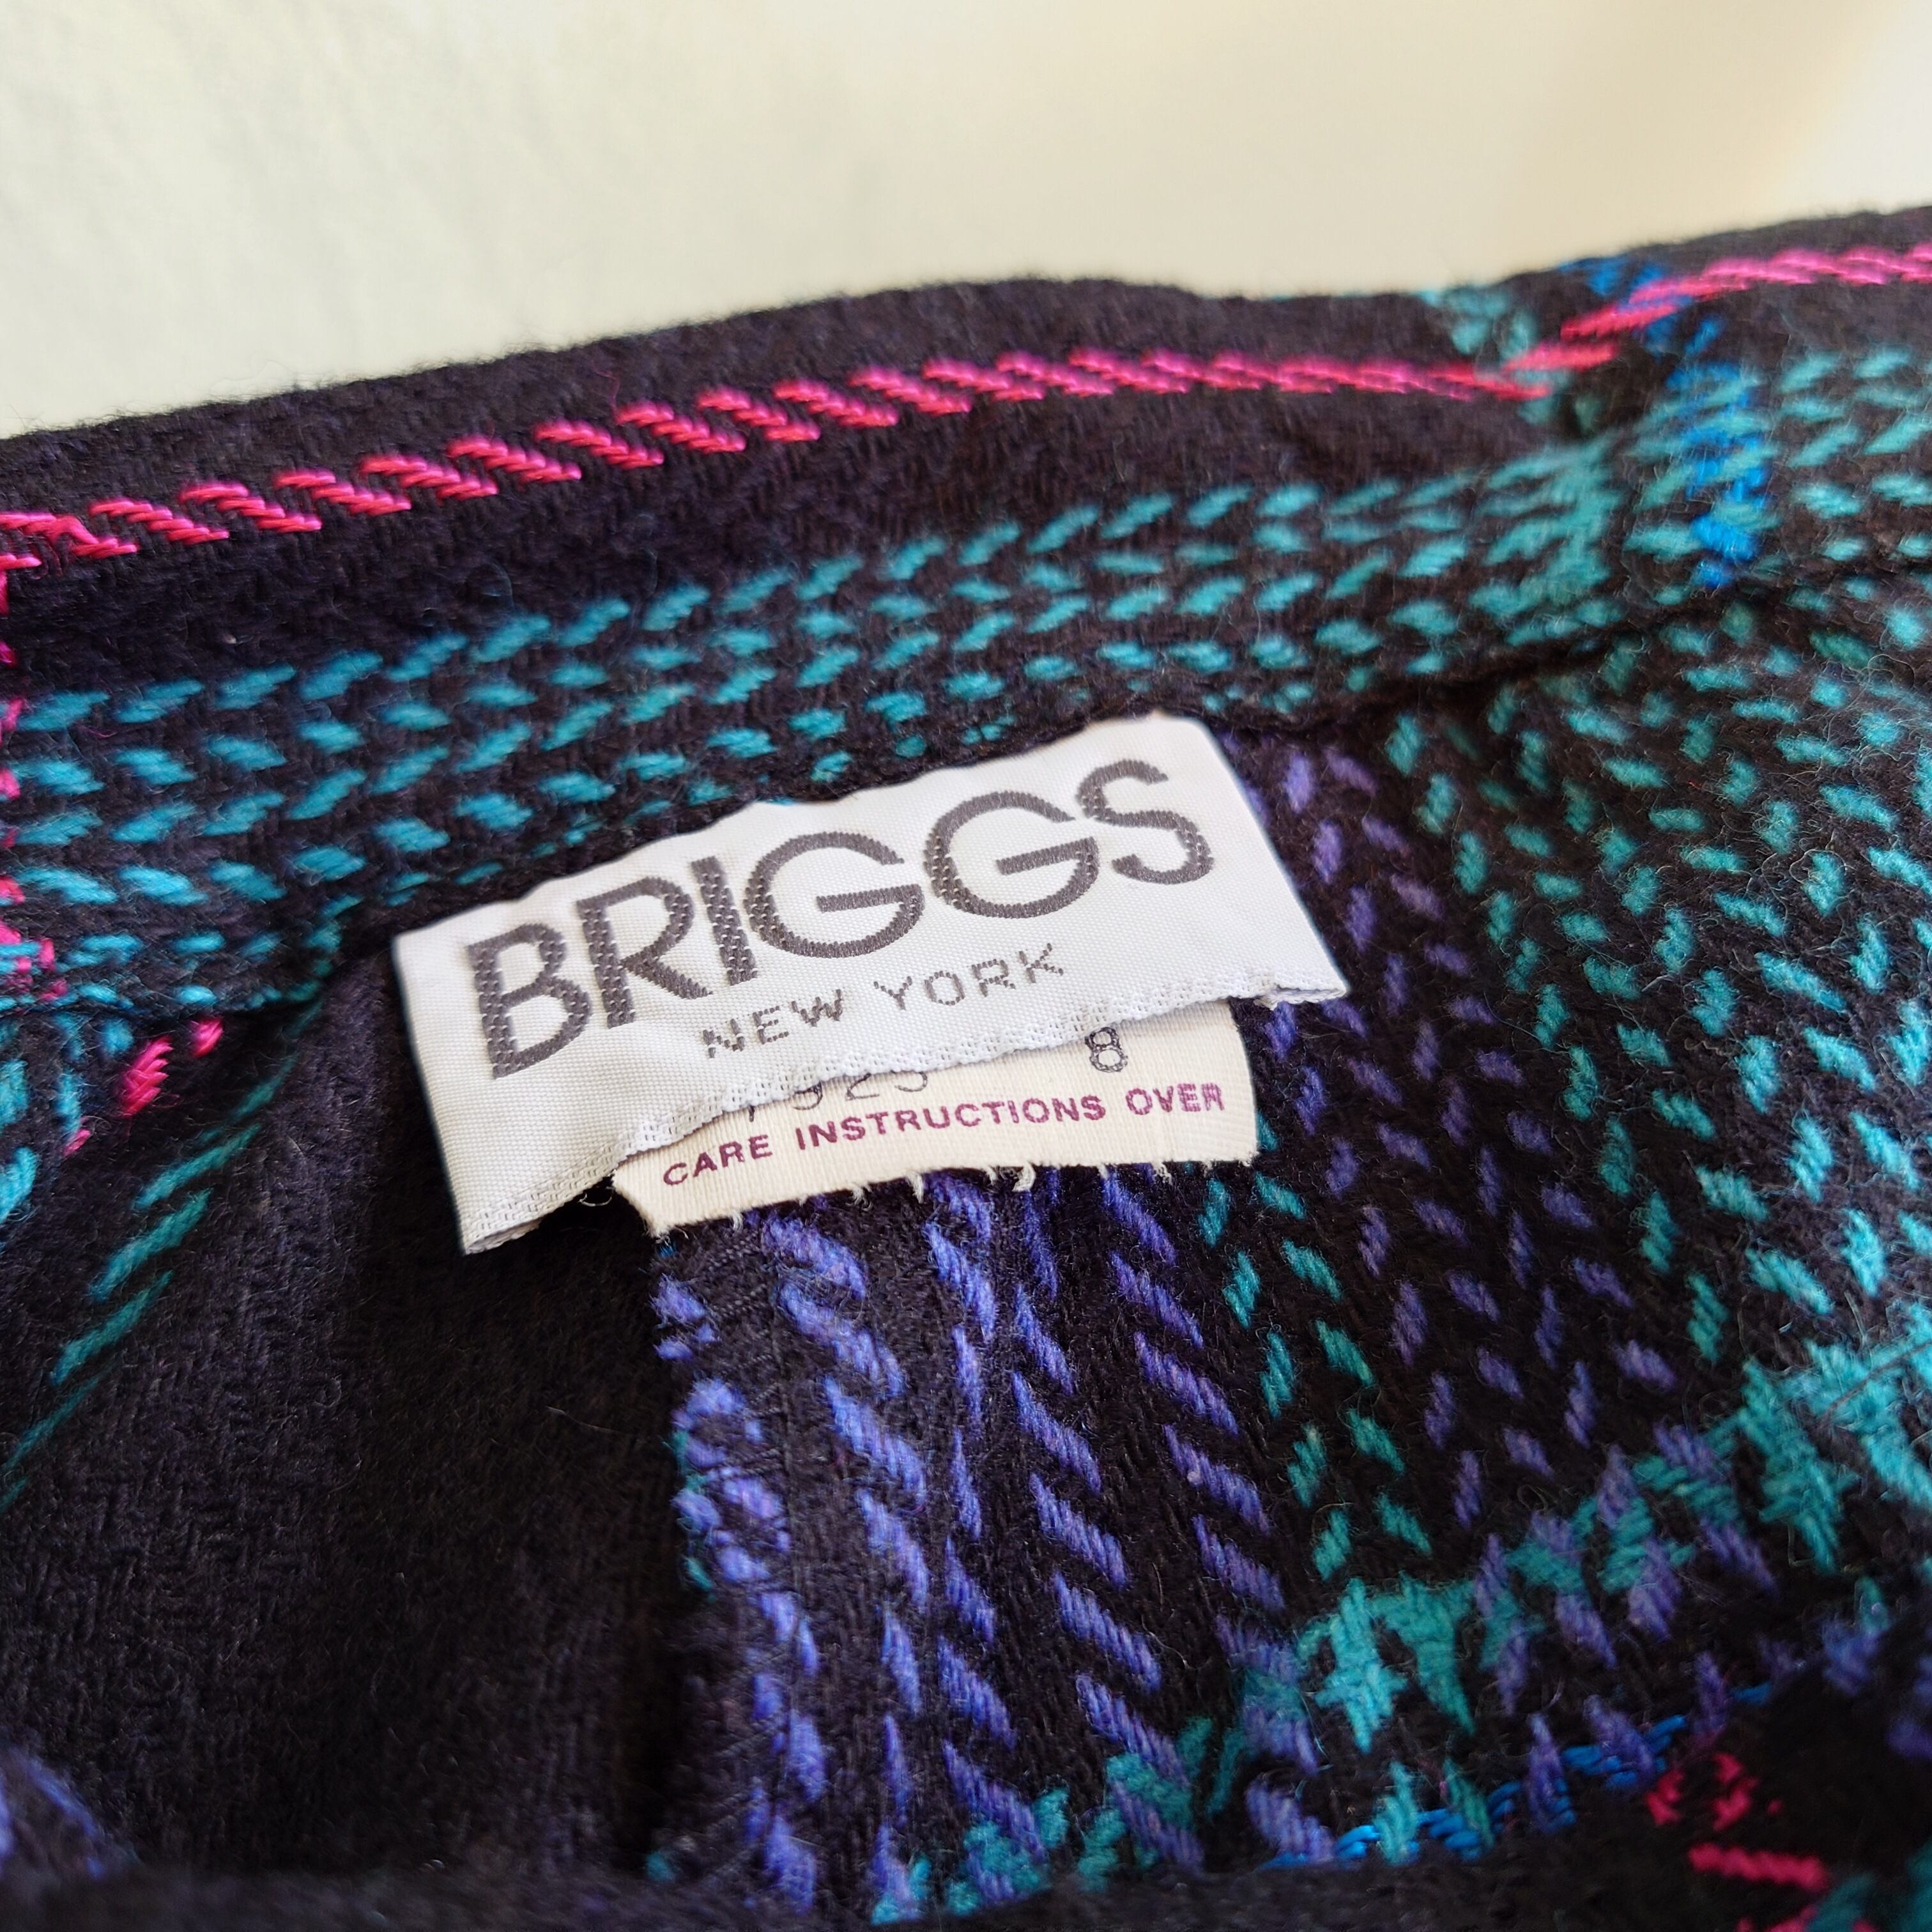 BRIGGS
NEW YORK
8
CARE INSTRUCTIONS OVER